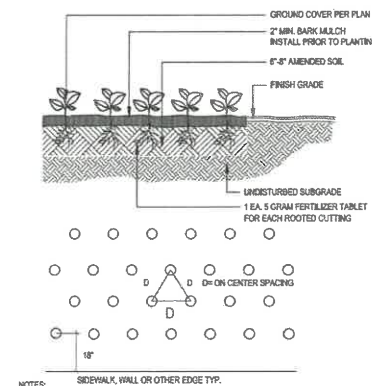 GROUND COVER PER PLAN
2" MIN. BARK MULCH
INSTALL PRIOR TO PLANTIN
6"-8" AMENDED SOIL
FINISH GRADE
UNDISTURBED SUBGRADE
1 EA. 5 GRAM FERTILIZER TABLET
FOR EACH ROOTED CUTTING
D D D= ON CENTER SPACING
D
18"
SIDEWALK, WALL OR OTHER EDGE TYP.
NOTES: